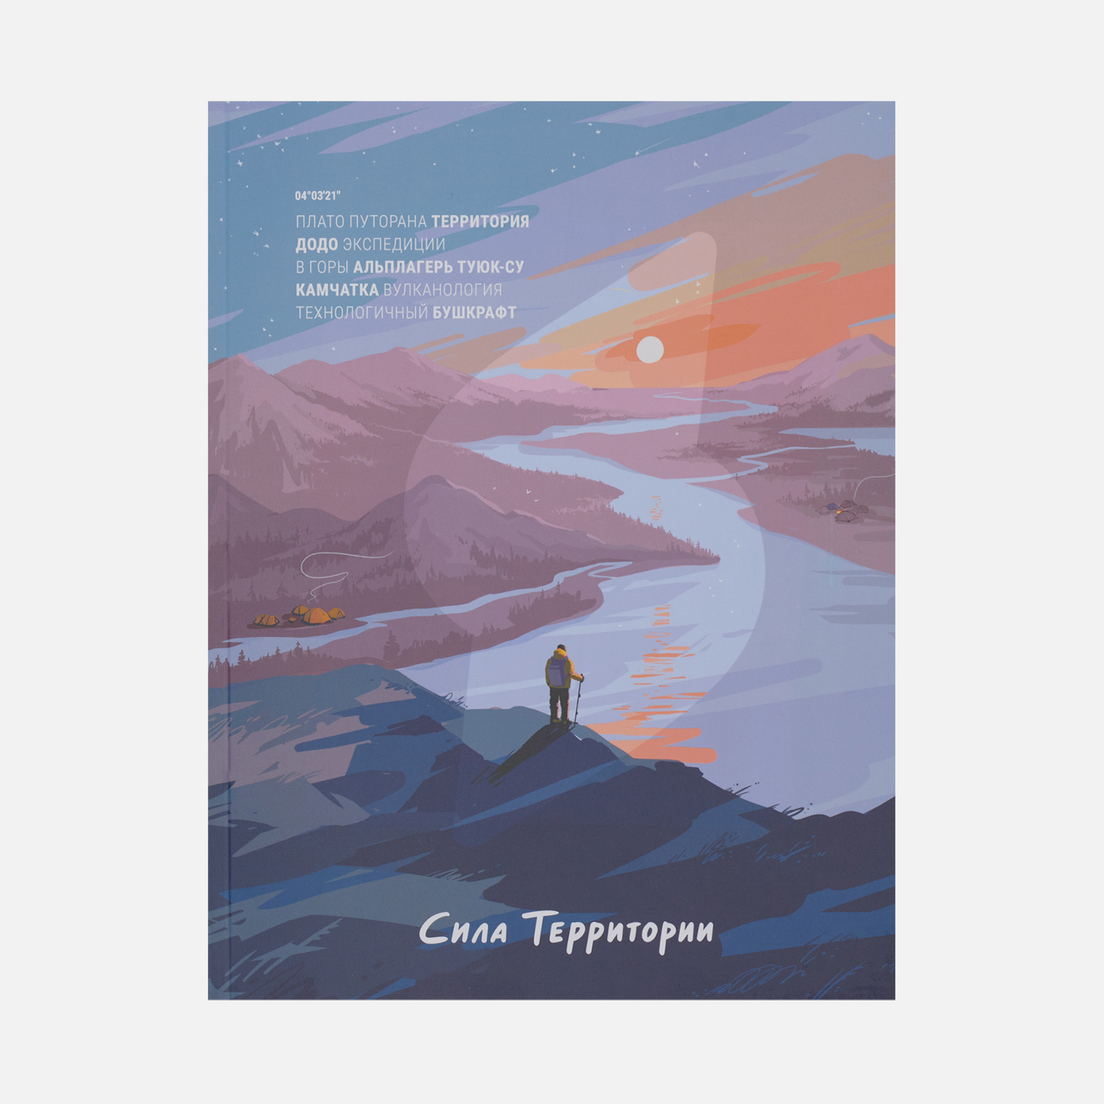 04°03'21"
ПЛАТО ПУТОРАНА ТЕРРИТОРИЯ
ДОДО ЭКСПЕДИЦИИ
В ГОРЫ АЛЬПЛАГЕРЬ ТУЮК-СУ
КАМЧАТКА ВУЛКАНОЛОГИЯ
ТЕХНОЛОГИЧНЫЙ БУШКРАФТ
Сила Территории